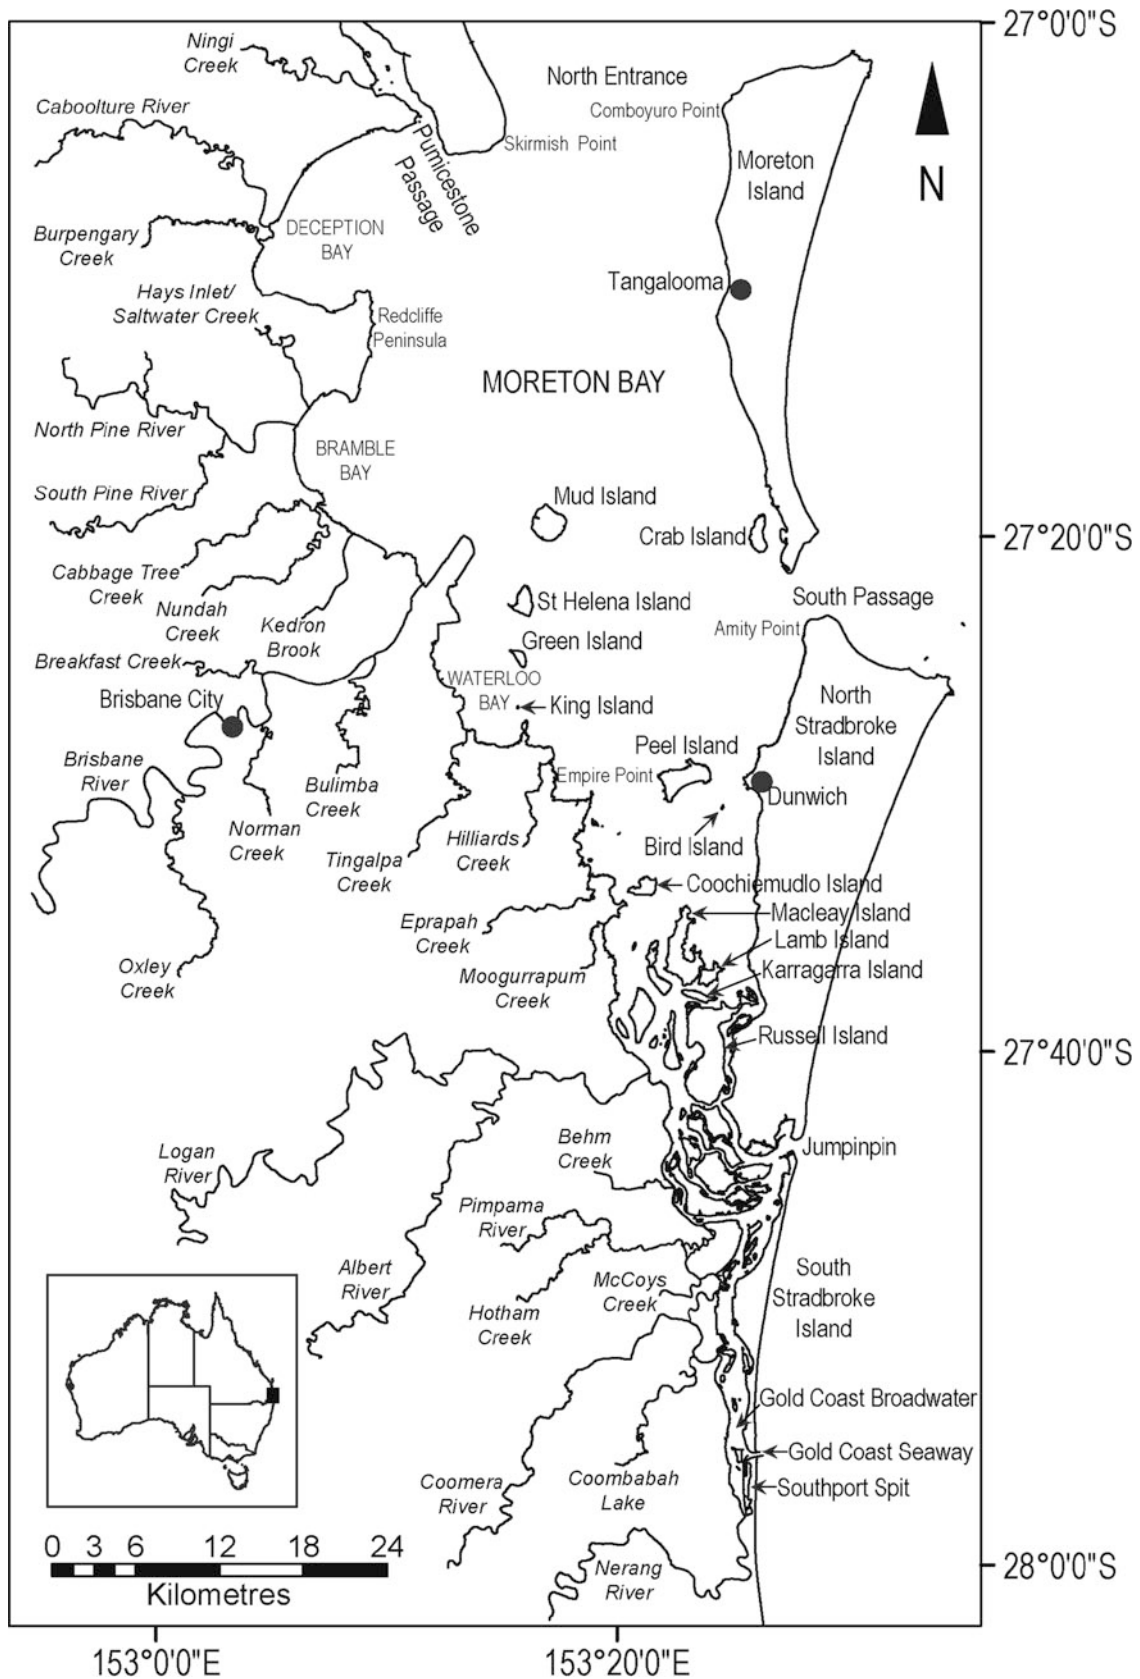 27°0'0"S
Ningi
Creek
North Entrance
Caboolture River
Comboyuro Point
Skirmish Point
Pumicestone
Passage
Moreton
Island
N
DECEPTION
BAY
Burpengary
Creek
Hays Inlet/
Saltwater Creek
Tangalooma
Redcliffe
Peninsula
MORETON BAY
North Pine River
BRAMBLE
BAY
South Pine River
Mud Island
Crab Island
27°20'0"S
Cabbage Tree
Creek
Nundah
Creek
Kedron
Brook
St Helena Island
South Passage
Amity Point
Green Island
Breakfast Creek
WATERLOO
BAY
Brisbane City
King Island
North
Stradbroke
Island
Peel Island
Brisbane
River
Bulimba
Creek
Empire Point
Dunwich
Norman
Creek
Hilliards
Creek
Bird Island
Tingalpa
Creek
Coochiemudlo Island
Macleay Island
Eprapah
Creek
Lamb Island
Oxley
Creek
Moogurrapum
Creek
Karragarra Island
Russell Island
27°40'0"S
Logan
River
Behm
Creek
Jumpinpin
Pimpama
River
Albert
River
McCoys
Creek
South
Stradbroke
Island
Hotham
Creek
Gold Coast Broadwater
Gold Coast Seaway
Coomera
River
Coombabah
Lake
Southport Spit
0 3 6 12 18 24
Kilometres
Nerang
River
28°0'0"S
153°0'0"E
153°20'0"E